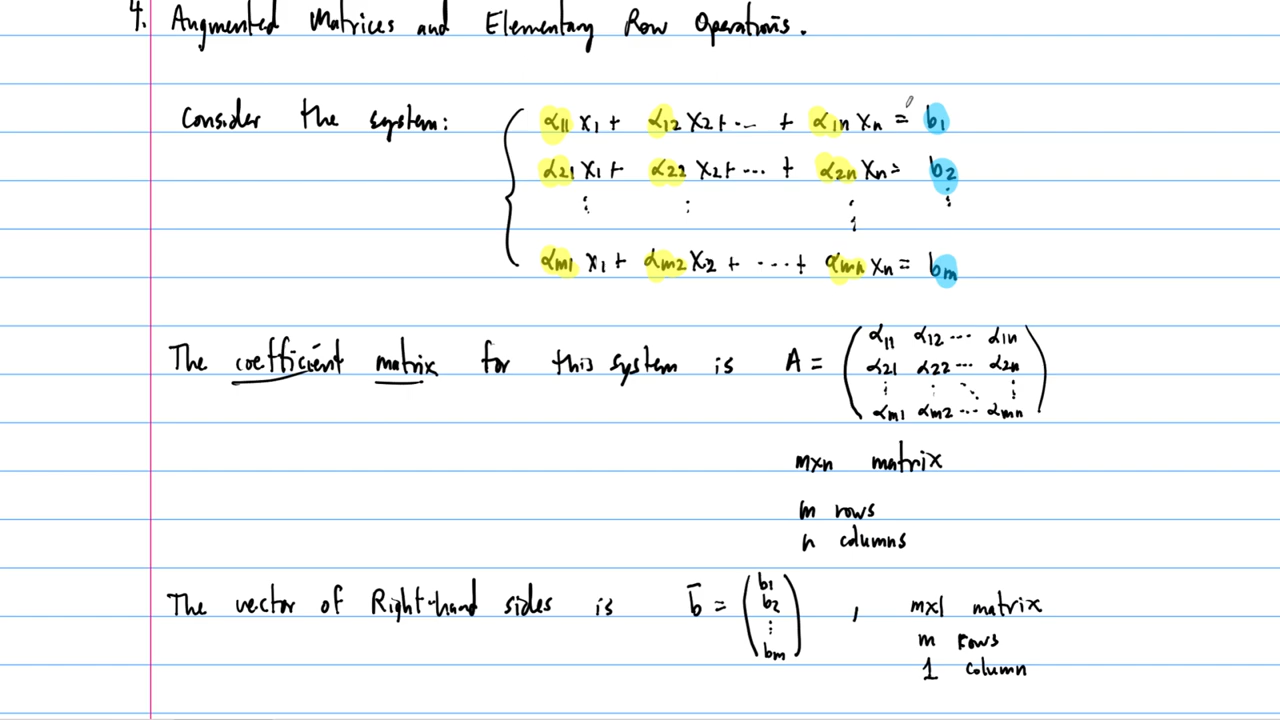 4. Augmented Matrices and Elementary Row Operations.
Consider the system: { α11 x1 + α12 x2 + ... + α1n xn = b1
α21 x1 + α22 x2 + ... + α2n xn = b2
⋮ ⋮ ⋮ ⋮
αm1 x1 + αm2 x2 + ... + αmn xn = bm
The coefficient matrix for this system is A = ( α11 α12 ... α1n
α21 α22 ... α2n
⋮ ⋮ ⋱ ⋮
αm1 αm2 ... αmn )
m×n matrix
m rows
n columns
The vector of Right-hand sides is b̄ = ( b1
b2
⋮
bm ) , m×1 matrix
m rows
1 column